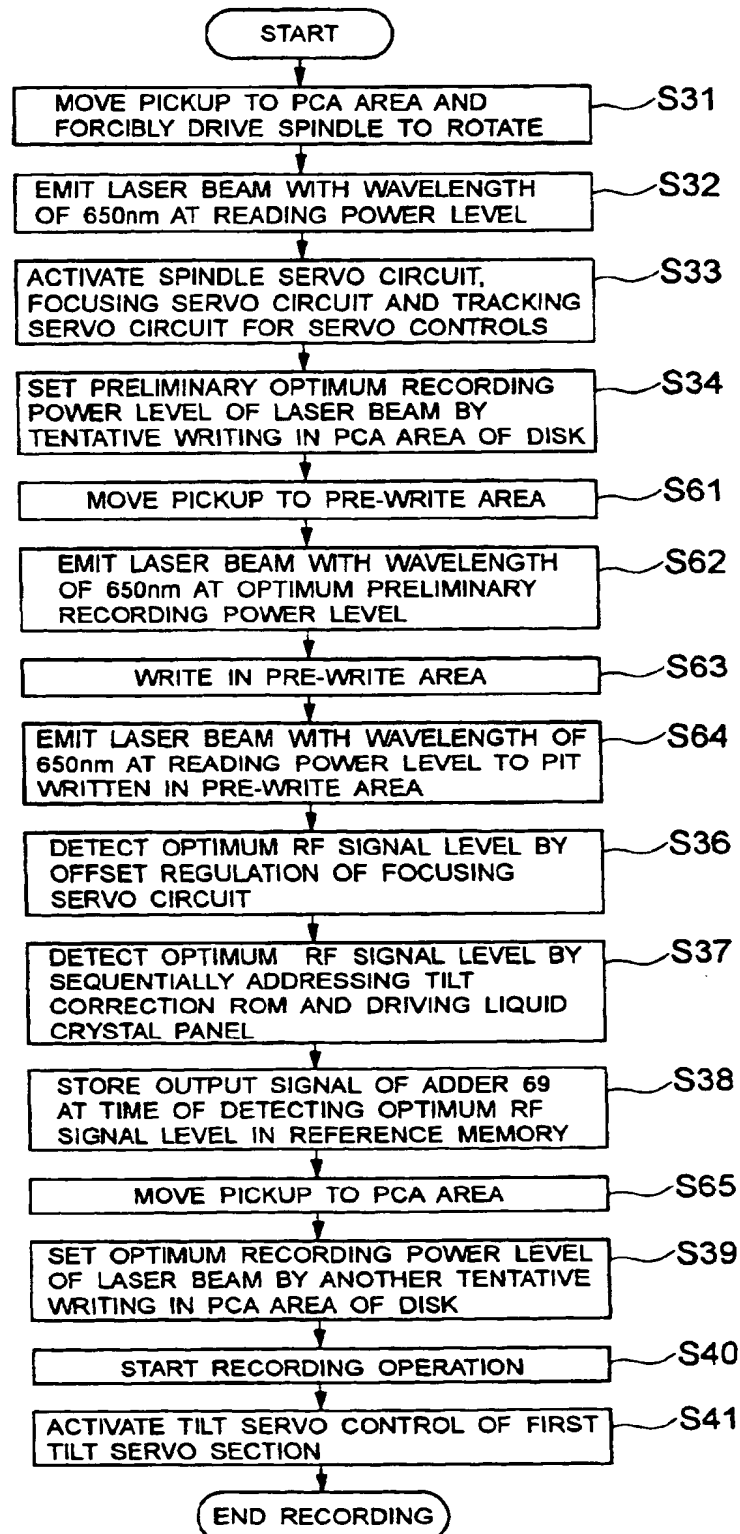 START
MOVE PICKUP TO PCA AREA AND
FORCIBLY DRIVE SPINDLE TO ROTATE
S31
EMIT LASER BEAM WITH WAVELENGTH
OF 650nm AT READING POWER LEVEL
S32
ACTIVATE SPINDLE SERVO CIRCUIT,
FOCUSING SERVO CIRCUIT AND TRACKING
SERVO CIRCUIT FOR SERVO CONTROLS
S33
SET PRELIMINARY OPTIMUM RECORDING
POWER LEVEL OF LASER BEAM BY
TENTATIVE WRITING IN PCA AREA OF DISK
S34
MOVE PICKUP TO PRE-WRITE AREA
S61
EMIT LASER BEAM WITH WAVELENGTH
OF 650nm AT OPTIMUM PRELIMINARY
RECORDING POWER LEVEL
S62
WRITE IN PRE-WRITE AREA
S63
EMIT LASER BEAM WITH WAVELENGTH OF
650nm AT READING POWER LEVEL TO PIT
WRITTEN IN PRE-WRITE AREA
S64
DETECT OPTIMUM RF SIGNAL LEVEL BY
OFFSET REGULATION OF FOCUSING
SERVO CIRCUIT
S36
DETECT OPTIMUM RF SIGNAL LEVEL BY
SEQUENTIALLY ADDRESSING TILT
CORRECTION ROM AND DRIVING LIQUID
CRYSTAL PANEL
S37
STORE OUTPUT SIGNAL OF ADDER 69
AT TIME OF DETECTING OPTIMUM RF
SIGNAL LEVEL IN REFERENCE MEMORY
S38
MOVE PICKUP TO PCA AREA
S65
SET OPTIMUM RECORDING POWER LEVEL
OF LASER BEAM BY ANOTHER TENTATIVE
WRITING IN PCA AREA OF DISK
S39
START RECORDING OPERATION
S40
ACTIVATE TILT SERVO CONTROL OF FIRST
TILT SERVO SECTION
S41
END RECORDING